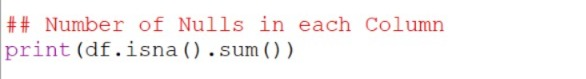 ## Number of Nulls in each Column
print(df.isna().sum())